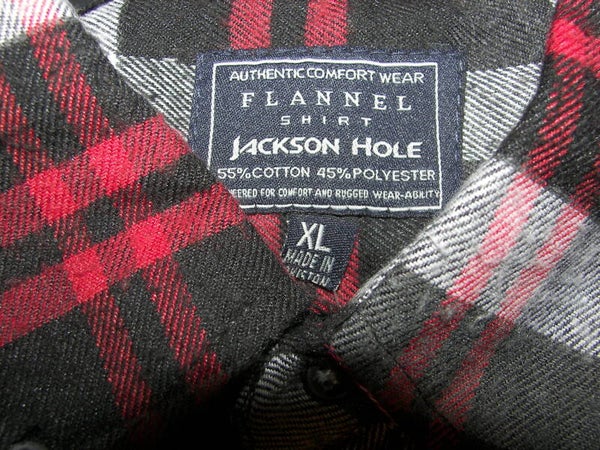 AUTHENTIC COMFORT WEAR
FLANNEL
SHIRT
JACKSON HOLE
55% COTTON 45% POLYESTER
FOR COMFORT AND RUGGED WEAR-ABILITY
XL
MADE IN